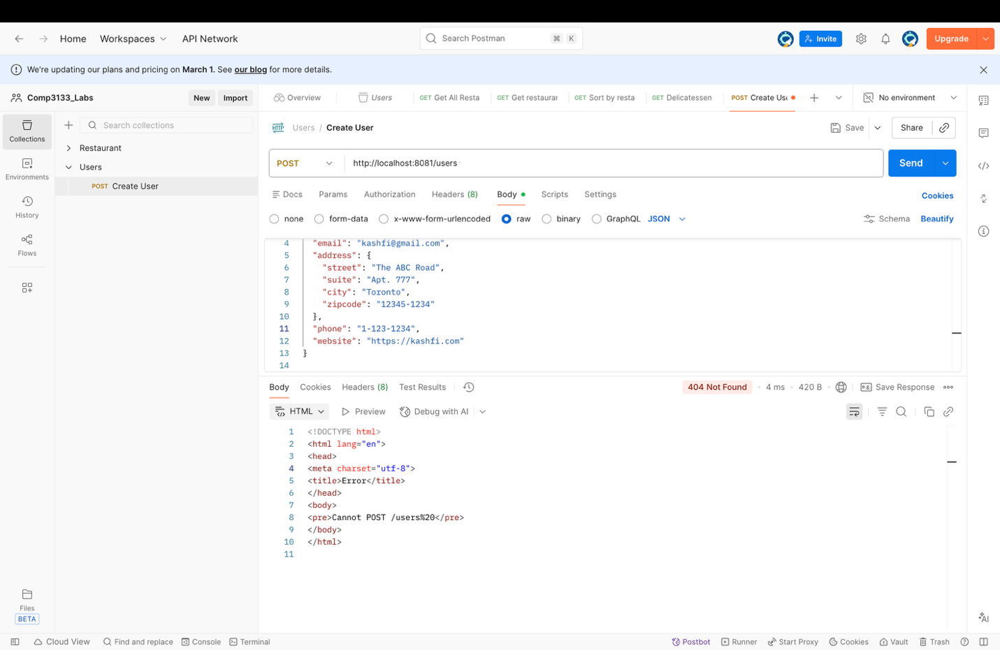 Home Workspaces API Network Search Postman ⌘ K Invite Upgrade
We're updating our plans and pricing on March 1. See our blog for more details.
Comp3133_Labs New Import
Overview Users GET Get All Resta GET Get restaurar GET Sort by resta GET Delicatessen POST Create Use No environment
Collections
Environments
History
Flows
Files
BETA
Search collections
Restaurant
Users
POST Create User
HTTP Users / Create User Save Share
POST http://localhost:8081/users Send
Docs Params Authorization Headers (8) Body Scripts Settings Cookies
none form-data x-www-form-urlencoded raw binary GraphQL JSON Schema Beautify
4 "email": "kashfi@gmail.com",
5 "address": {
6 "street": "The ABC Road",
7 "suite": "Apt. 777",
8 "city": "Toronto",
9 "zipcode": "12345-1234"
10 },
11 "phone": "1-123-1234",
12 "website": "https://kashfi.com"
13 }
14
Body Cookies Headers (8) Test Results 404 Not Found 4 ms 420 B e.g. Save Response
HTML Preview Debug with AI
1 <!DOCTYPE html>
2 <html lang="en">
3 <head>
4 <meta charset="utf-8">
5 <title>Error</title>
6 </head>
7 <body>
8 <pre>Cannot POST /users%20</pre>
9 </body>
10 </html>
11
AI
Cloud View Find and replace Console Terminal Postbot Runner Start Proxy Cookies Vault Trash